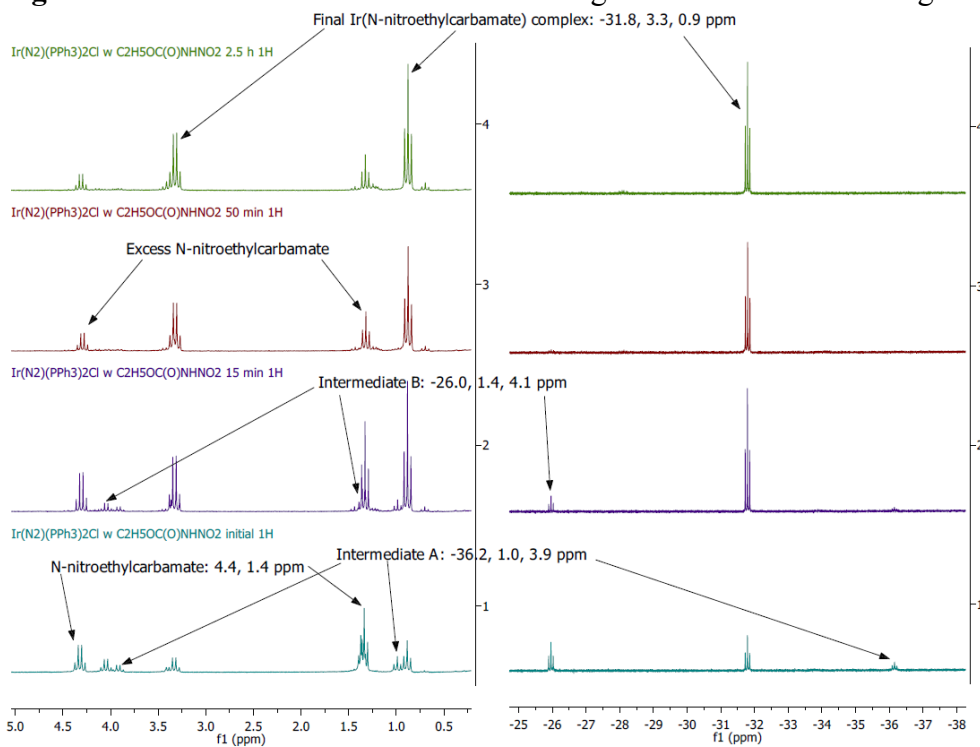 Final Ir(N-nitroethylcarbamate) complex: -31.8, 3.3, 0.9 ppm
Ir(N2)(PPh3)2Cl w C2H5OC(O)NHNO2 2.5 h 1H
4
4
Ir(N2)(PPh3)2Cl w C2H5OC(O)NHNO2 50 min 1H
Excess N-nitroethylcarbamate
3
3
Ir(N2)(PPh3)2Cl w C2H5OC(O)NHNO2 15 min 1H
Intermediate B: -26.0, 1.4, 4.1 ppm
2
2
Ir(N2)(PPh3)2Cl w C2H5OC(O)NHNO2 initial 1H
Intermediate A: -36.2, 1.0, 3.9 ppm
N-nitroethylcarbamate: 4.4, 1.4 ppm
1
1
5.0 4.5 4.0 3.5 3.0 2.5 2.0 1.5 1.0 0.5
f1 (ppm)
-25 -26 -27 -28 -29 -30 -31 -32 -33 -34 -35 -36 -37 -38
f1 (ppm)